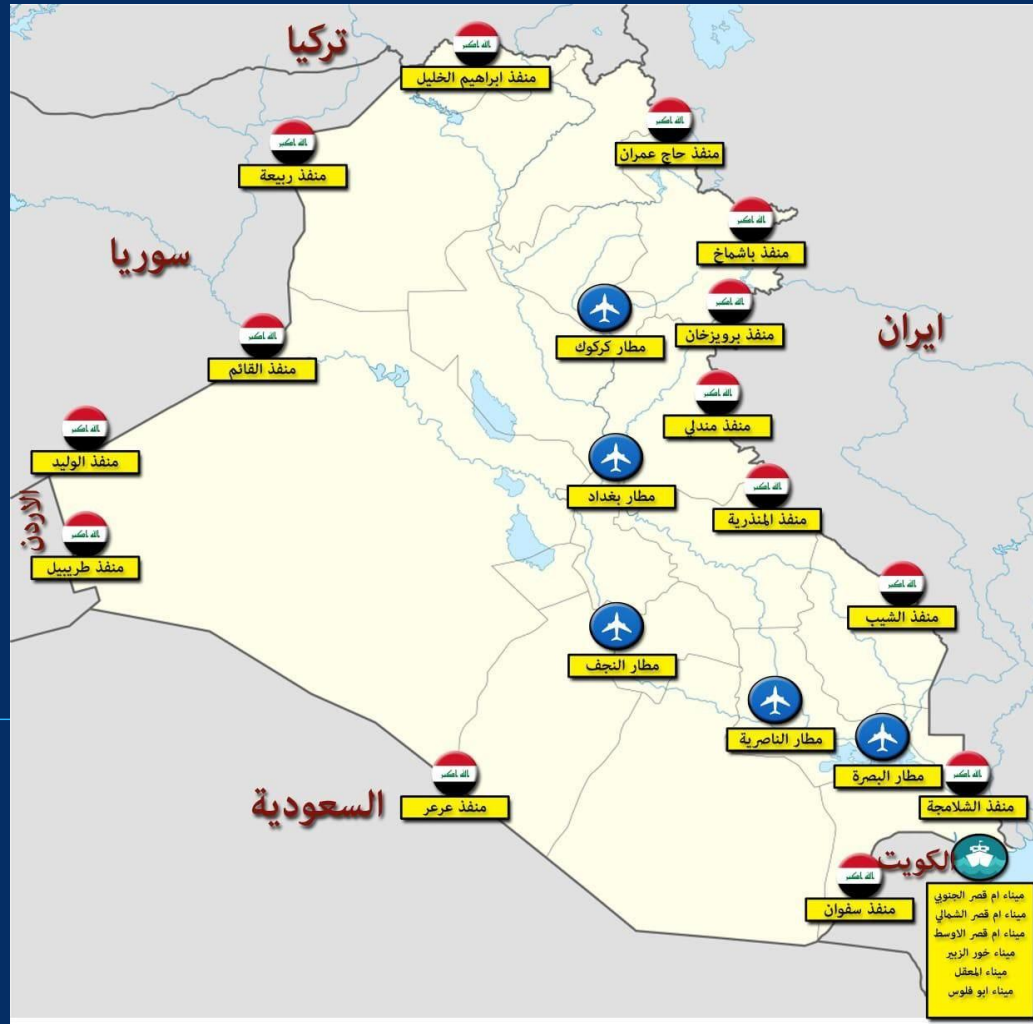 تركيا
منفذ ابراهيم الخليل
منفذ حاج عمران
منفذ ربيعة
منفذ باشماخ
سوريا
منفذ برويزخان
ايران
مطار كركوك
منفذ القائم
منفذ مندلي
منفذ الوليد
مطار بغداد
منفذ المنذرية
الاردن
منفذ طريبيل
منفذ الشيب
مطار النجف
مطار الناصرية
مطار البصرة
السعودية
منفذ عرعر
منفذ الشلامجة
الكويت
منفذ سفوان
ميناء ام قصر الجنوبي
ميناء ام قصر الشمالي
ميناء ام قصر الاوسط
ميناء خور الزبير
ميناء المعقل
ميناء ابو فلوس